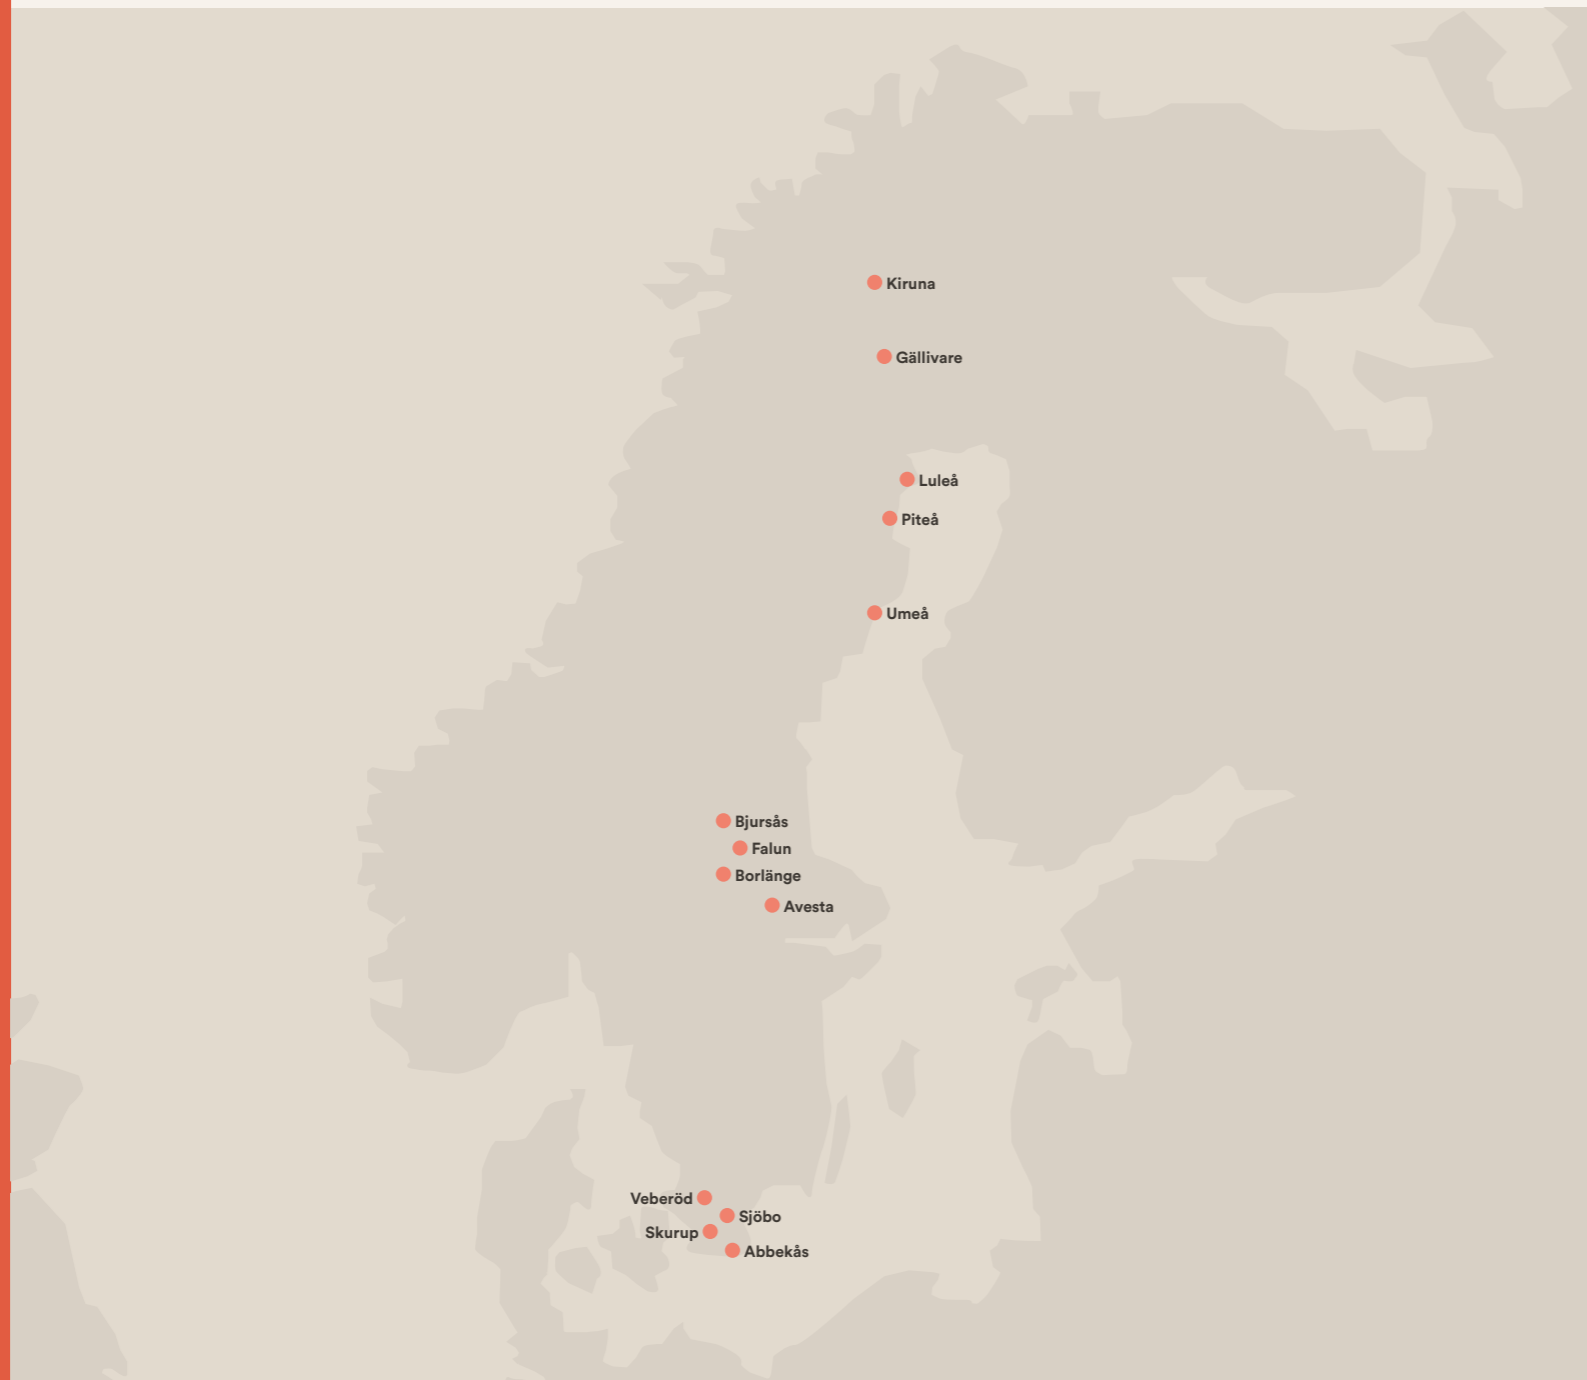 Kiruna
Gällivare
Luleå
Piteå
Umeå
Bjursås
Falun
Borlänge
Avesta
Veberöd
Sjöbo
Skurup
Abbekås